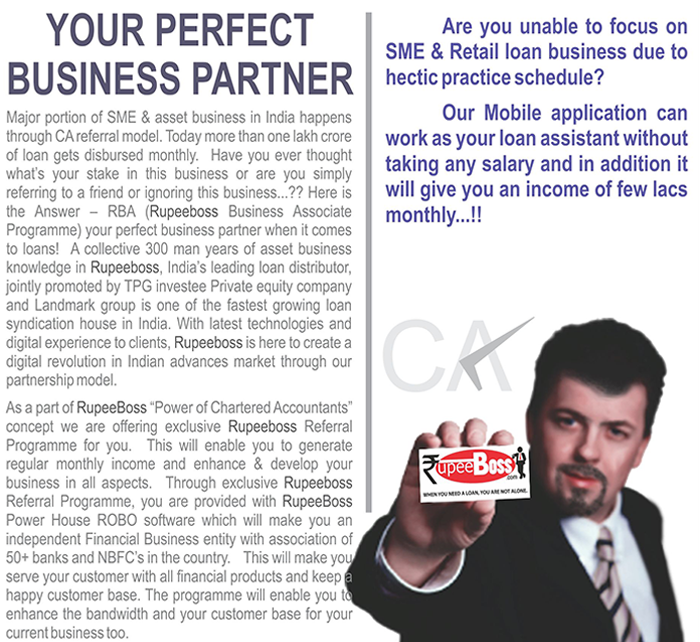 YOUR PERFECT
BUSINESS PARTNER
Major portion of SME & asset business in India happens
through CA referral model. Today more than one lakh crore
of loan gets disbursed monthly. Have you ever thought
what's your stake in this business or are you simply
referring to a friend or ignoring this business...?? Here is
the Answer – RBA (Rupeeboss Business Associate
Programme) your perfect business partner when it comes
to loans! A collective 300 man years of asset business
knowledge in Rupeeboss, India's leading loan distributor,
jointly promoted by TPG investee Private equity company
and Landmark group is one of the fastest growing loan
syndication house in India. With latest technologies and
digital experience to clients, Rupeeboss is here to create a
digital revolution in Indian advances market through our
partnership model.
As a part of RupeeBoss “Power of Chartered Accountants”
concept we are offering exclusive Rupeeboss Referral
Programme for you. This will enable you to generate
regular monthly income and enhance & develop your
business in all aspects. Through exclusive Rupeeboss
Referral Programme, you are provided with RupeeBoss
Power House ROBO software which will make you an
independent Financial Business entity with association of
50+ banks and NBFC's in the country. This will make you
serve your customer with all financial products and keep a
happy customer base. The programme will enable you to
enhance the bandwidth and your customer base for your
current business too.
Are you unable to focus on
SME & Retail loan business due to
hectic practice schedule?
Our Mobile application can
work as your loan assistant without
taking any salary and in addition it
will give you an income of few lacs
monthly...!!
CA
₹upeeBoss
.com
WHEN YOU NEED A LOAN, YOU ARE NOT ALONE.